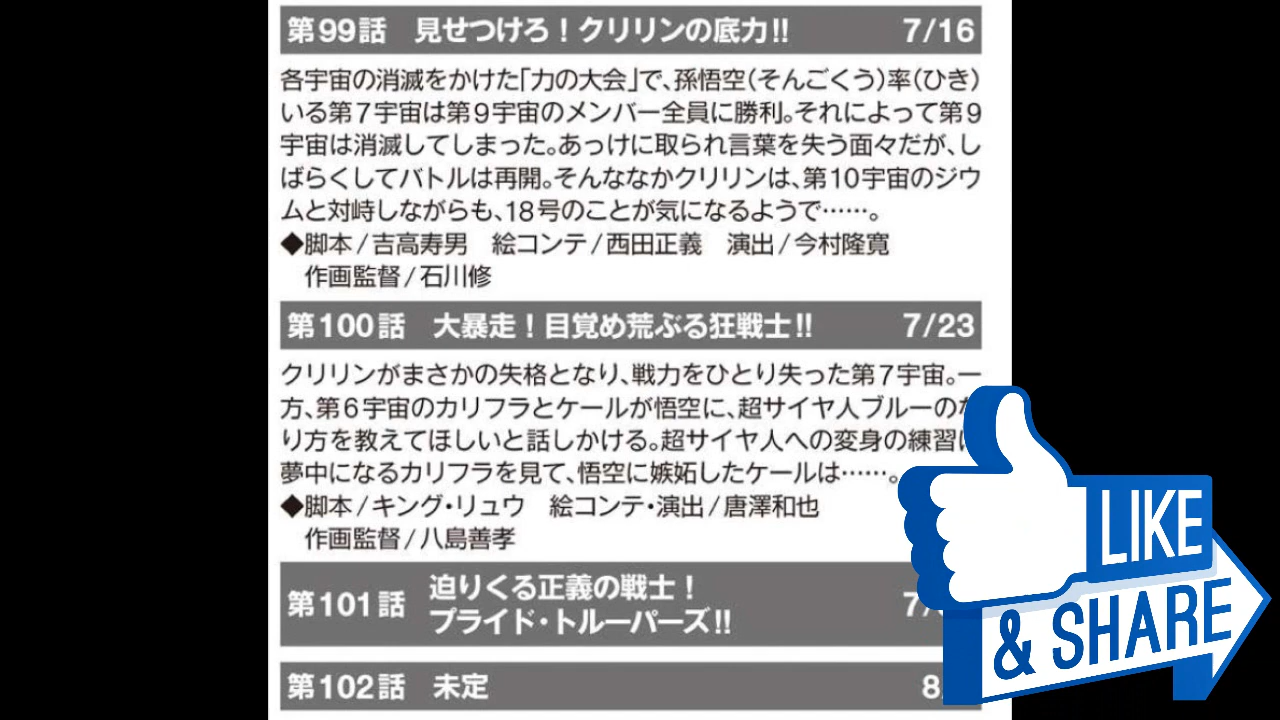 第99話 見せつけろ！クリリンの底力!! 7/16
各宇宙の消滅をかけた「力の大会」で、孫悟空（そんごくう）率（ひき）
いる第7宇宙は第9宇宙のメンバー全員に勝利。それによって第9
宇宙は消滅してしまった。あっけに取られ言葉を失う面々だが、し
ばらくしてバトルは再開。そんななかクリリンは、第10宇宙のジウ
ムと対峙しながらも、18号のことが気になるようで……。
◆脚本/吉高寿男 絵コンテ/西田正義 演出/今村隆寛
作画監督/石川修
第100話 大暴走！目覚め荒ぶる狂戦士!! 7/23
クリリンがまさかの失格となり、戦力をひとり失った第7宇宙。一
方、第6宇宙のカリフラとケールが悟空に、超サイヤ人ブルーの
り方を教えてほしいと話しかける。超サイヤ人への変身の練習
夢中になるカリフラを見て、悟空に嫉妬したケールは……。
◆脚本/キング・リュウ 絵コンテ・演出/唐澤和也
作画監督/八島善孝
第101話 迫りくる正義の戦士！
プライド・トルーパーズ!! 7/
第102話 未定 8
LIKE
& SHARE